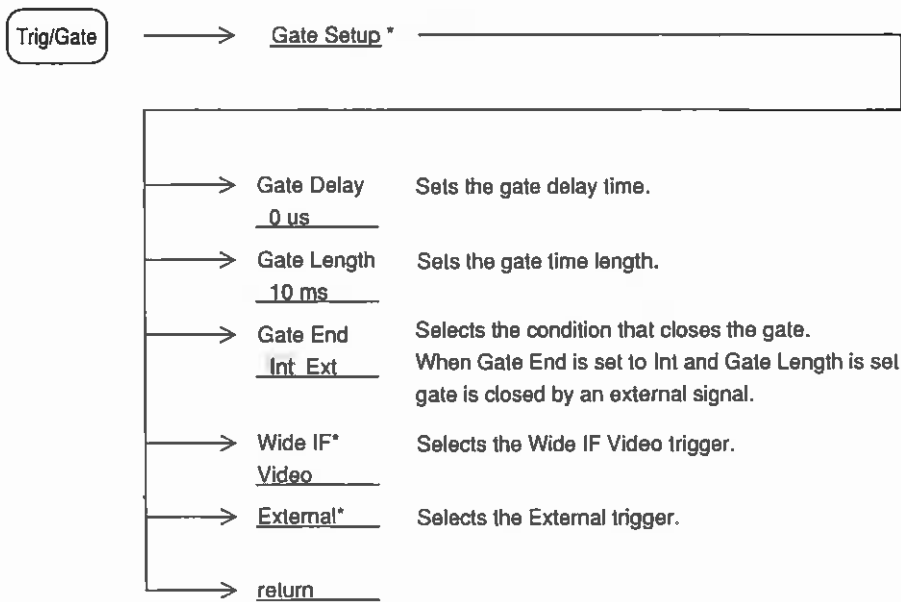 Trig/Gate
Gate Setup *
Gate Delay Sets the gate delay time.
0 us
Gate Length Sets the gate time length.
10 ms
Gate End Selects the condition that closes the gate.
Int Ext When Gate End is set to Int and Gate Length is set
gate is closed by an external signal.
Wide IF* Selects the Wide IF Video trigger.
Video
External* Selects the External trigger.
return